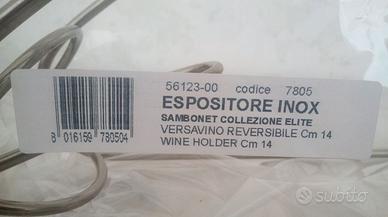 56123-00 codice 7805
ESPOSITORE INOX
SAMBONET COLLEZIONE ELITE
VERSAVINO REVERSIBILE Cm 14
WINE HOLDER Cm 14
8 016159 780504
subito